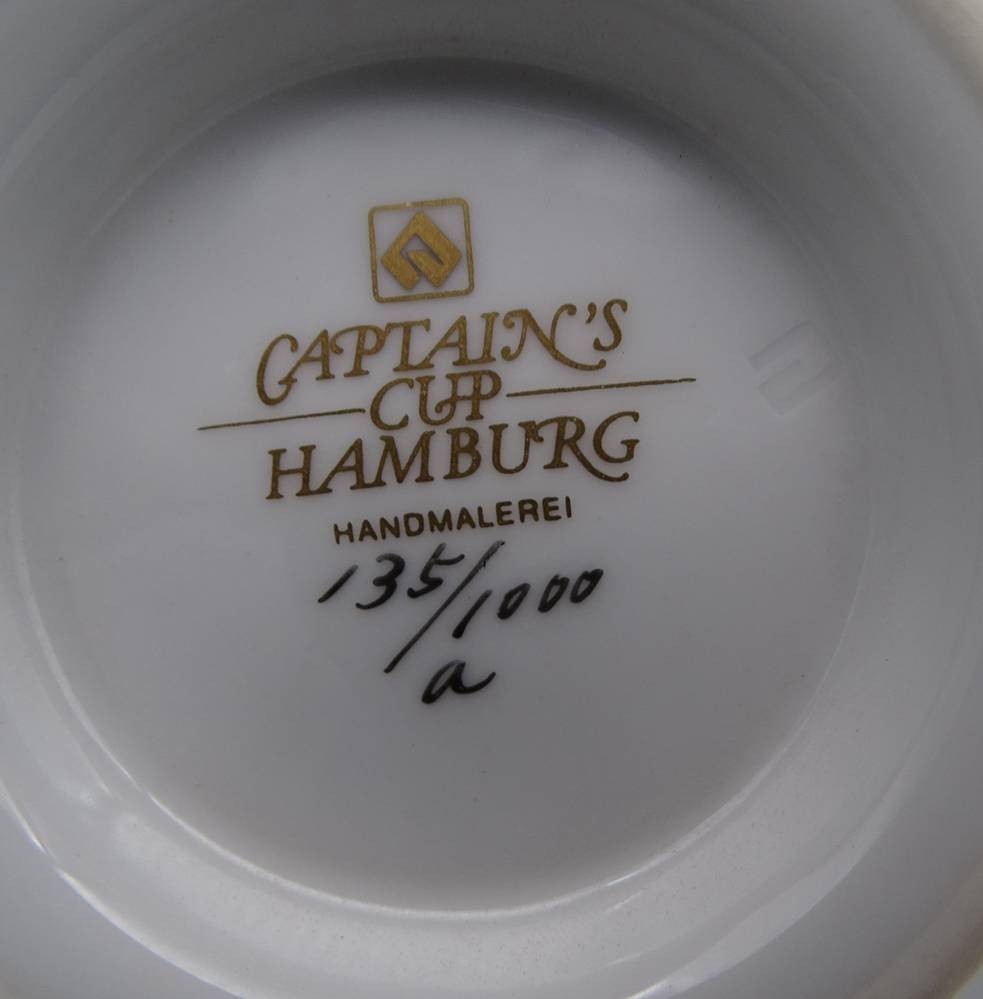 CAPTAIN'S
CUP
HAMBURG
HANDMALEREI
135/1000
a